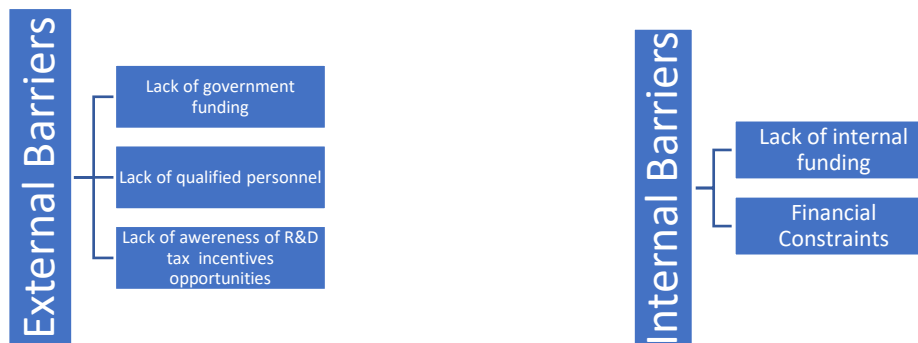 External Barriers
Lack of government
funding
Lack of qualified personnel
Lack of awereness of R&D
tax incentives
opportunities
Internal Barriers
Lack of internal
funding
Financial
Constraints